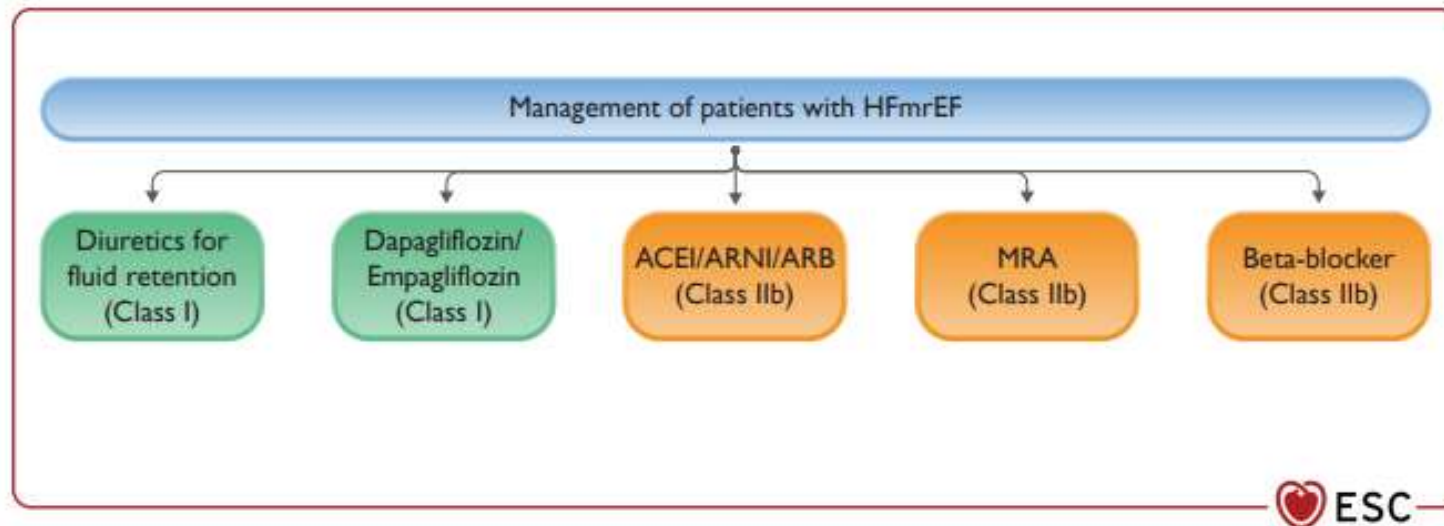 Management of patients with HFmrEF
Diuretics for
fluid retention
(Class I)
Dapagliflozin/
Empagliflozin
(Class I)
ACEI/ARNI/ARB
(Class IIb)
MRA
(Class IIb)
Beta-blocker
(Class IIb)
ESC